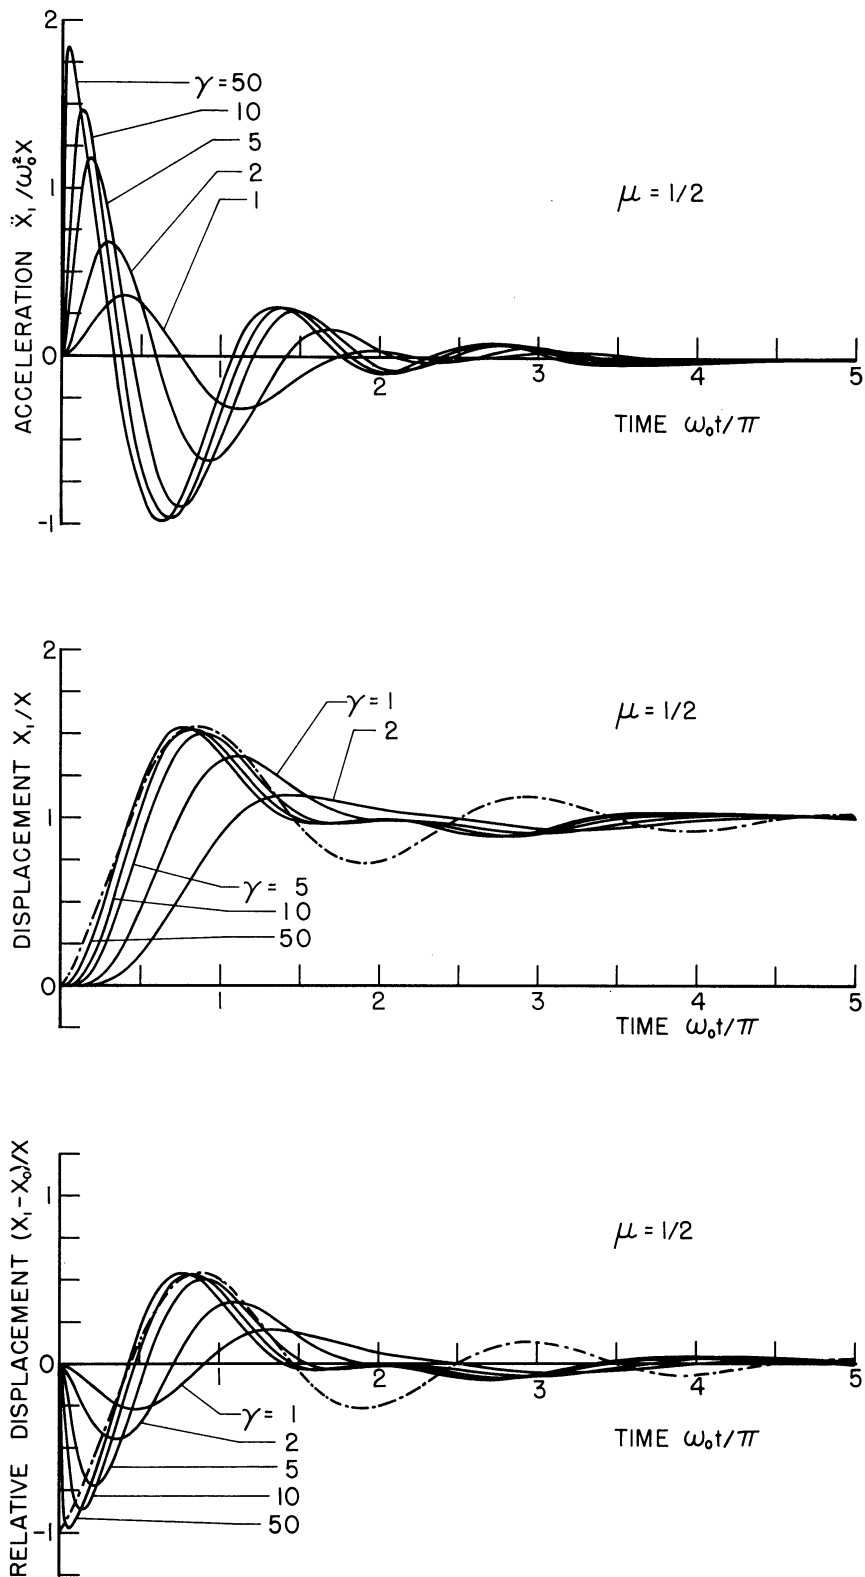 ACCELERATION Ẍ₁/ω₀²X
2
1
0
-1
γ=50
10
5
2
1
μ=1/2
2
3
4
5
TIME ω₀t/π
DISPLACEMENT X₁/X
2
1
0
γ=1
2
μ=1/2
γ= 5
10
50
1
2
3
4
5
TIME ω₀t/π
RELATIVE DISPLACEMENT (X₁-X₀)/X
1
0
-1
μ=1/2
1
2
3
4
5
γ= 1
2
5
10
50
TIME ω₀t/π